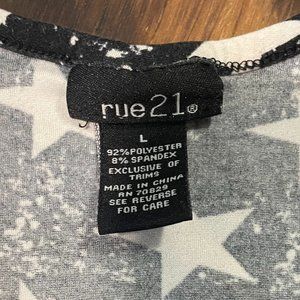 rue21®
L
92% POLYESTER
8% SPANDEX
EXCLUSIVE OF
TRIMS
MADE IN CHINA
RN 70829
SEE REVERSE
FOR CARE